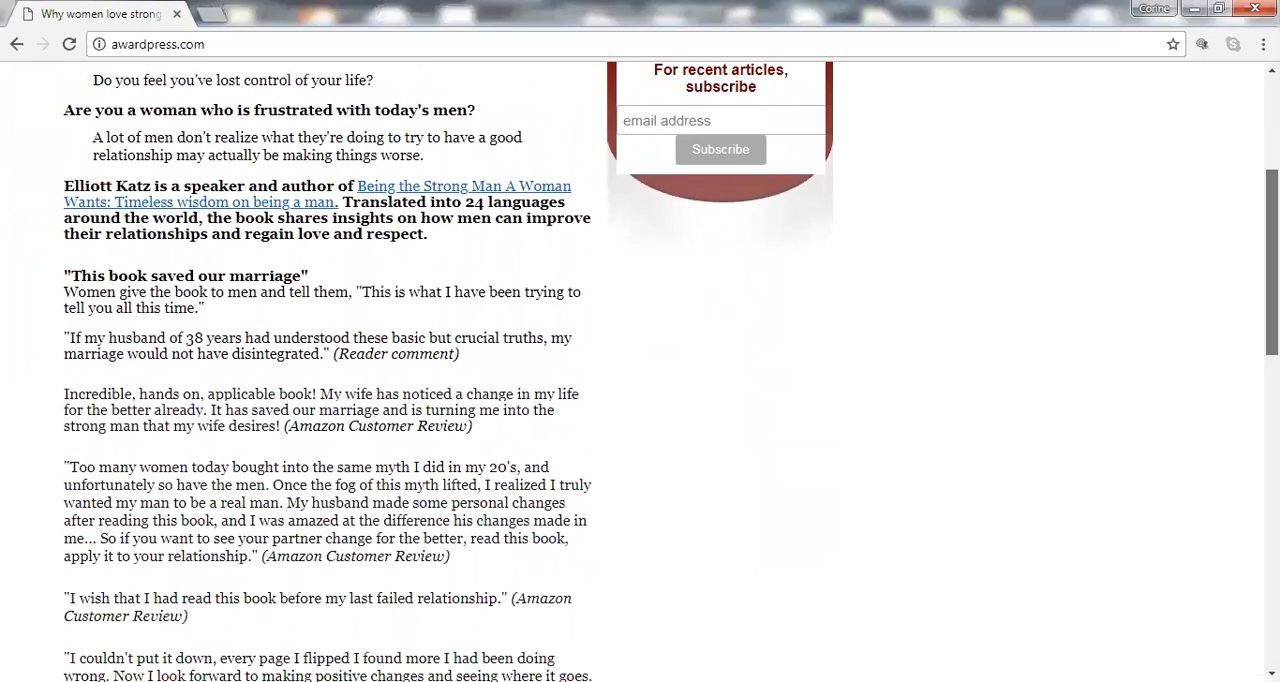 Why women love strong
Corine
awardpress.com
Do you feel you've lost control of your life?
Are you a woman who is frustrated with today's men?
A lot of men don't realize what they're doing to try to have a good
relationship may actually be making things worse.
Elliott Katz is a speaker and author of Being the Strong Man A Woman
Wants: Timeless wisdom on being a man. Translated into 24 languages
around the world, the book shares insights on how men can improve
their relationships and regain love and respect.
"This book saved our marriage"
Women give the book to men and tell them, "This is what I have been trying to
tell you all this time."
"If my husband of 38 years had understood these basic but crucial truths, my
marriage would not have disintegrated." (Reader comment)
Incredible, hands on, applicable book! My wife has noticed a change in my life
for the better already. It has saved our marriage and is turning me into the
strong man that my wife desires! (Amazon Customer Review)
"Too many women today bought into the same myth I did in my 20's, and
unfortunately so have the men. Once the fog of this myth lifted, I realized I truly
wanted my man to be a real man. My husband made some personal changes
after reading this book, and I was amazed at the difference his changes made in
me... So if you want to see your partner change for the better, read this book,
apply it to your relationship." (Amazon Customer Review)
"I wish that I had read this book before my last failed relationship." (Amazon
Customer Review)
"I couldn't put it down, every page I flipped I found more I had been doing
wrong. Now I look forward to making positive changes and seeing where it goes.
For recent articles,
subscribe
email address
Subscribe